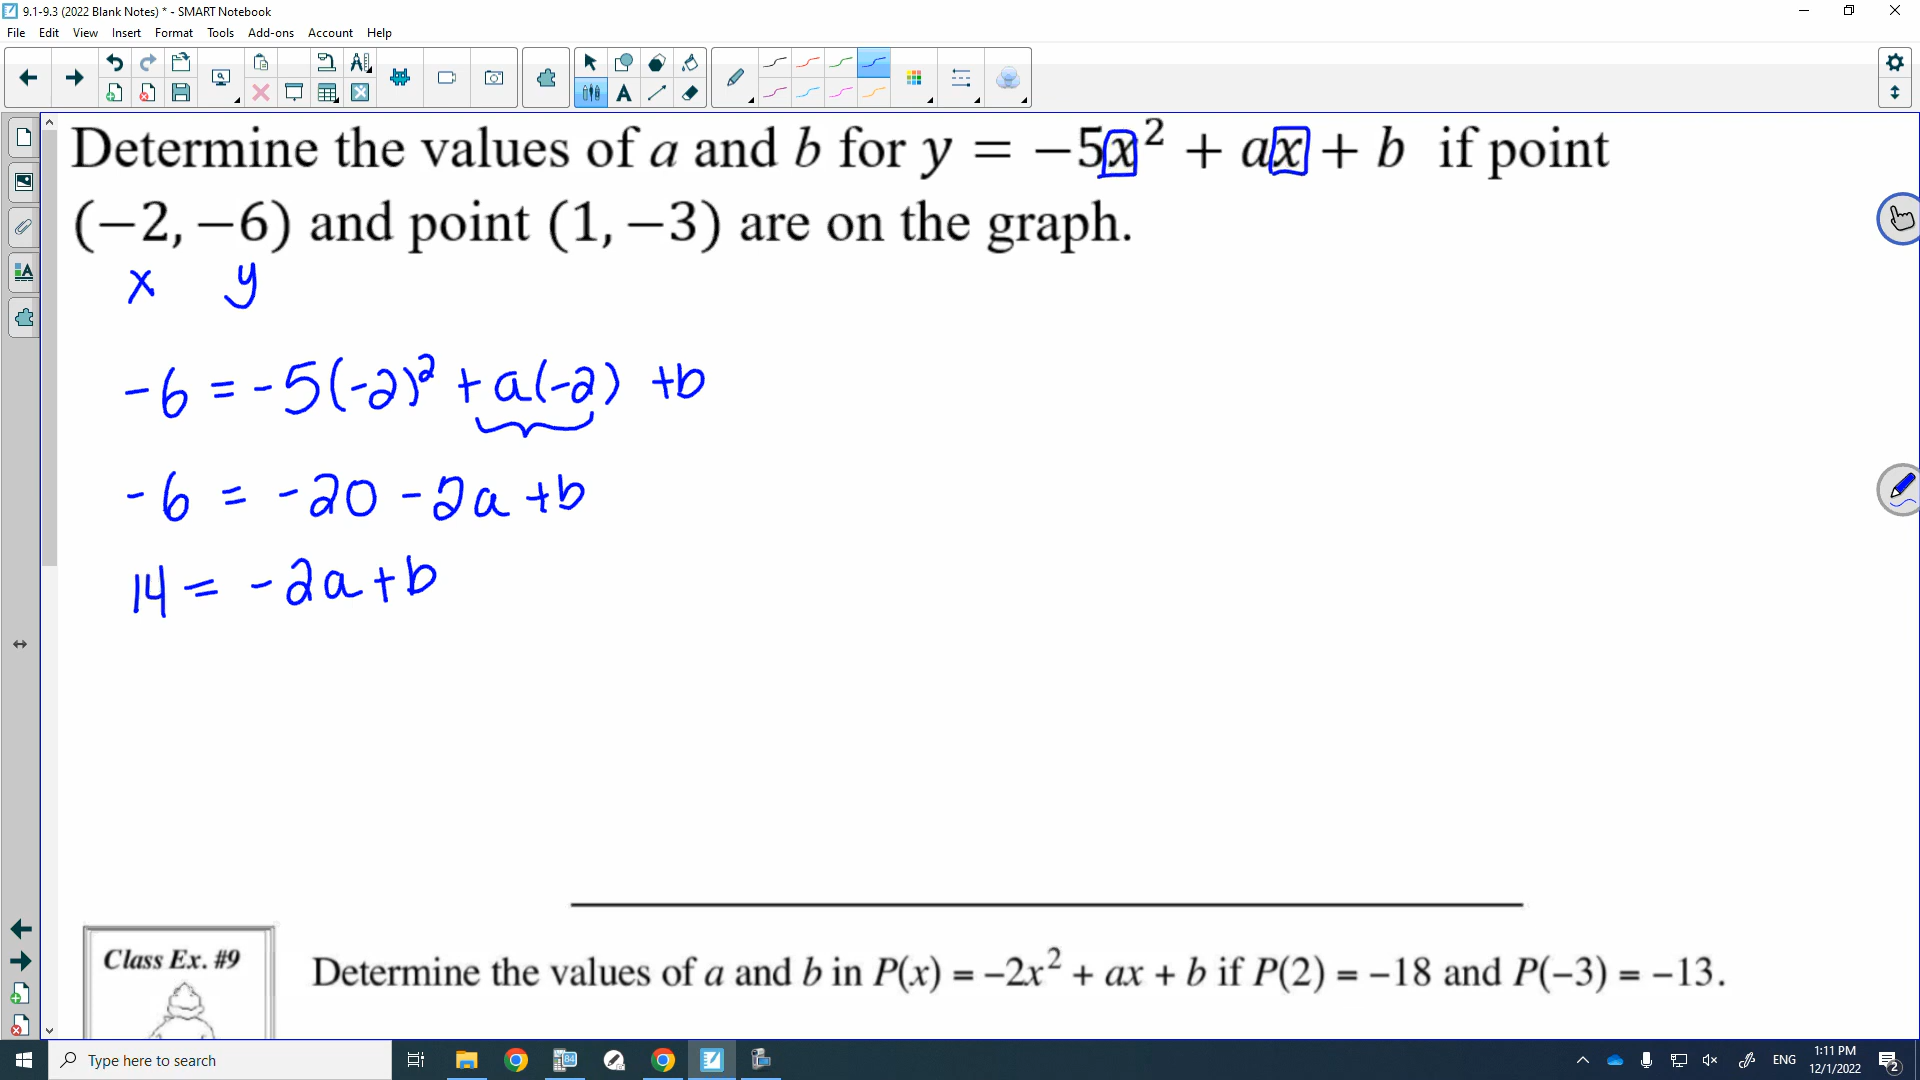 9.1-9.3 (2022 Blank Notes) * - SMART Notebook
File Edit View Insert Format Tools Add-ons Account Help
Determine the values of a and b for y = −5x² + ax + b if point
(−2, −6) and point (1, −3) are on the graph.
x y
-6 = -5(-2)² + a(-2) + b
-6 = -20 - 2a + b
14 = -2a + b
Class Ex. #9
Determine the values of a and b in P(x) = −2x² + ax + b if P(2) = −18 and P(−3) = −13.
Type here to search
84
ENG
1:11 PM
12/1/2022
2